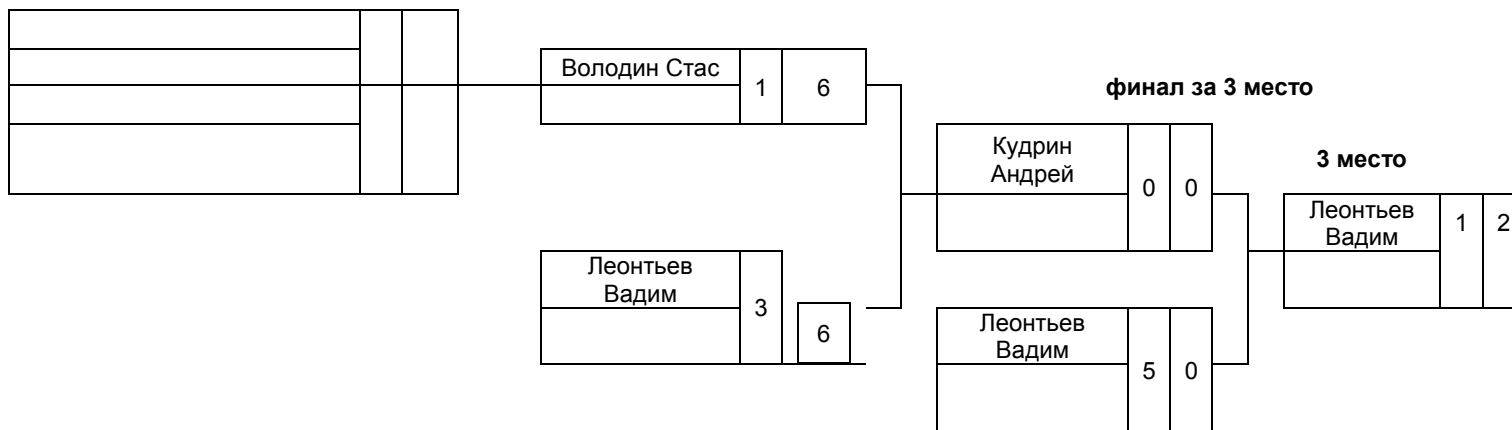 Володин Стас
1
6
финал за 3 место
Кудрин
Андрей
0
0
3 место
Леонтьев
Вадим
1
2
Леонтьев
Вадим
3
6
Леонтьев
Вадим
5
0